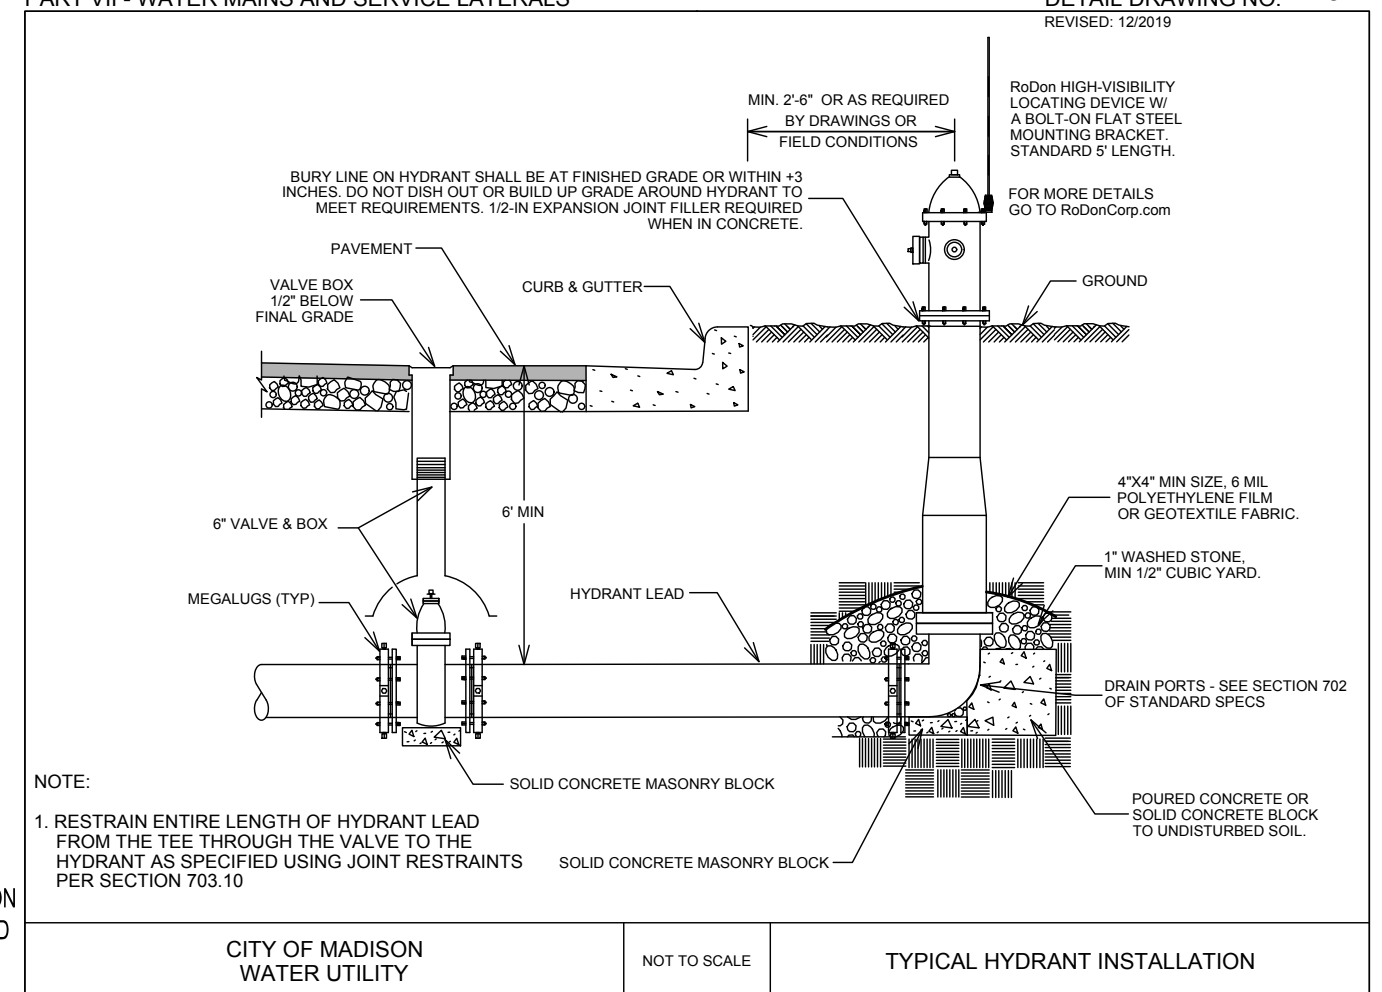 PART VII - WATER MAINS AND SERVICE LATERALS
DETAIL DRAWING NO.
REVISED: 12/2019
MIN. 2'-6" OR AS REQUIRED
BY DRAWINGS OR
FIELD CONDITIONS
RoDon HIGH-VISIBILITY
LOCATING DEVICE W/
A BOLT-ON FLAT STEEL
MOUNTING BRACKET.
STANDARD 5' LENGTH.
FOR MORE DETAILS
GO TO RoDonCorp.com
BURY LINE ON HYDRANT SHALL BE AT FINISHED GRADE OR WITHIN +3
INCHES. DO NOT DISH OUT OR BUILD UP GRADE AROUND HYDRANT TO
MEET REQUIREMENTS. 1/2-IN EXPANSION JOINT FILLER REQUIRED
WHEN IN CONCRETE.
PAVEMENT
VALVE BOX
1/2" BELOW
FINAL GRADE
CURB & GUTTER
GROUND
6" VALVE & BOX
6' MIN
4"X4" MIN SIZE, 6 MIL
POLYETHYLENE FILM
OR GEOTEXTILE FABRIC.
1" WASHED STONE,
MIN 1/2" CUBIC YARD.
MEGALUGS (TYP)
HYDRANT LEAD
DRAIN PORTS - SEE SECTION 702
OF STANDARD SPECS
SOLID CONCRETE MASONRY BLOCK
POURED CONCRETE OR
SOLID CONCRETE BLOCK
TO UNDISTURBED SOIL.
NOTE:
1. RESTRAIN ENTIRE LENGTH OF HYDRANT LEAD
FROM THE TEE THROUGH THE VALVE TO THE
HYDRANT AS SPECIFIED USING JOINT RESTRAINTS
PER SECTION 703.10
SOLID CONCRETE MASONRY BLOCK
CITY OF MADISON
WATER UTILITY
NOT TO SCALE
TYPICAL HYDRANT INSTALLATION